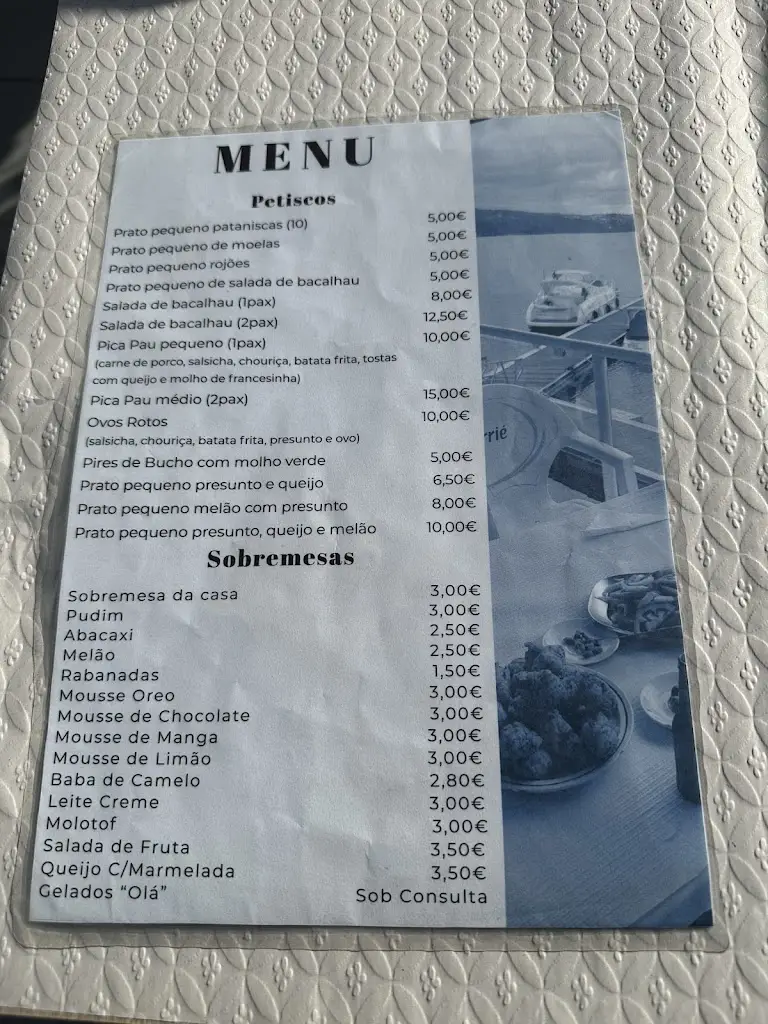 MENU
Petiscos
Prato pequeno pataniscas (10) 5,00€
Prato pequeno de moelas 5,00€
Prato pequeno rojões 5,00€
Prato pequeno de salada de bacalhau 5,00€
Salada de bacalhau (1pax) 8,00€
Salada de bacalhau (2pax) 12,50€
Pica Pau pequeno (1pax) 10,00€
(carne de porco, salsicha, chouriça, batata frita, tostas
com queijo e molho de francesinha)
Pica Pau médio (2pax) 15,00€
Ovos Rotos 10,00€
(salsicha, chouriça, batata frita, presunto e ovo)
Pires de Bucho com molho verde 5,00€
Prato pequeno presunto e queijo 6,50€
Prato pequeno melão com presunto 8,00€
Prato pequeno presunto, queijo e melão 10,00€
Sobremesas
Sobremesa da casa 3,00€
Pudim 3,00€
Abacaxi 2,50€
Melão 2,50€
Rabanadas 1,50€
Mousse Oreo 3,00€
Mousse de Chocolate 3,00€
Mousse de Manga 3,00€
Mousse de Limão 3,00€
Baba de Camelo 2,80€
Leite Creme 3,00€
Molotof 3,00€
Salada de Fruta 3,50€
Queijo C/Marmelada 3,50€
Gelados “Olá” Sob Consulta